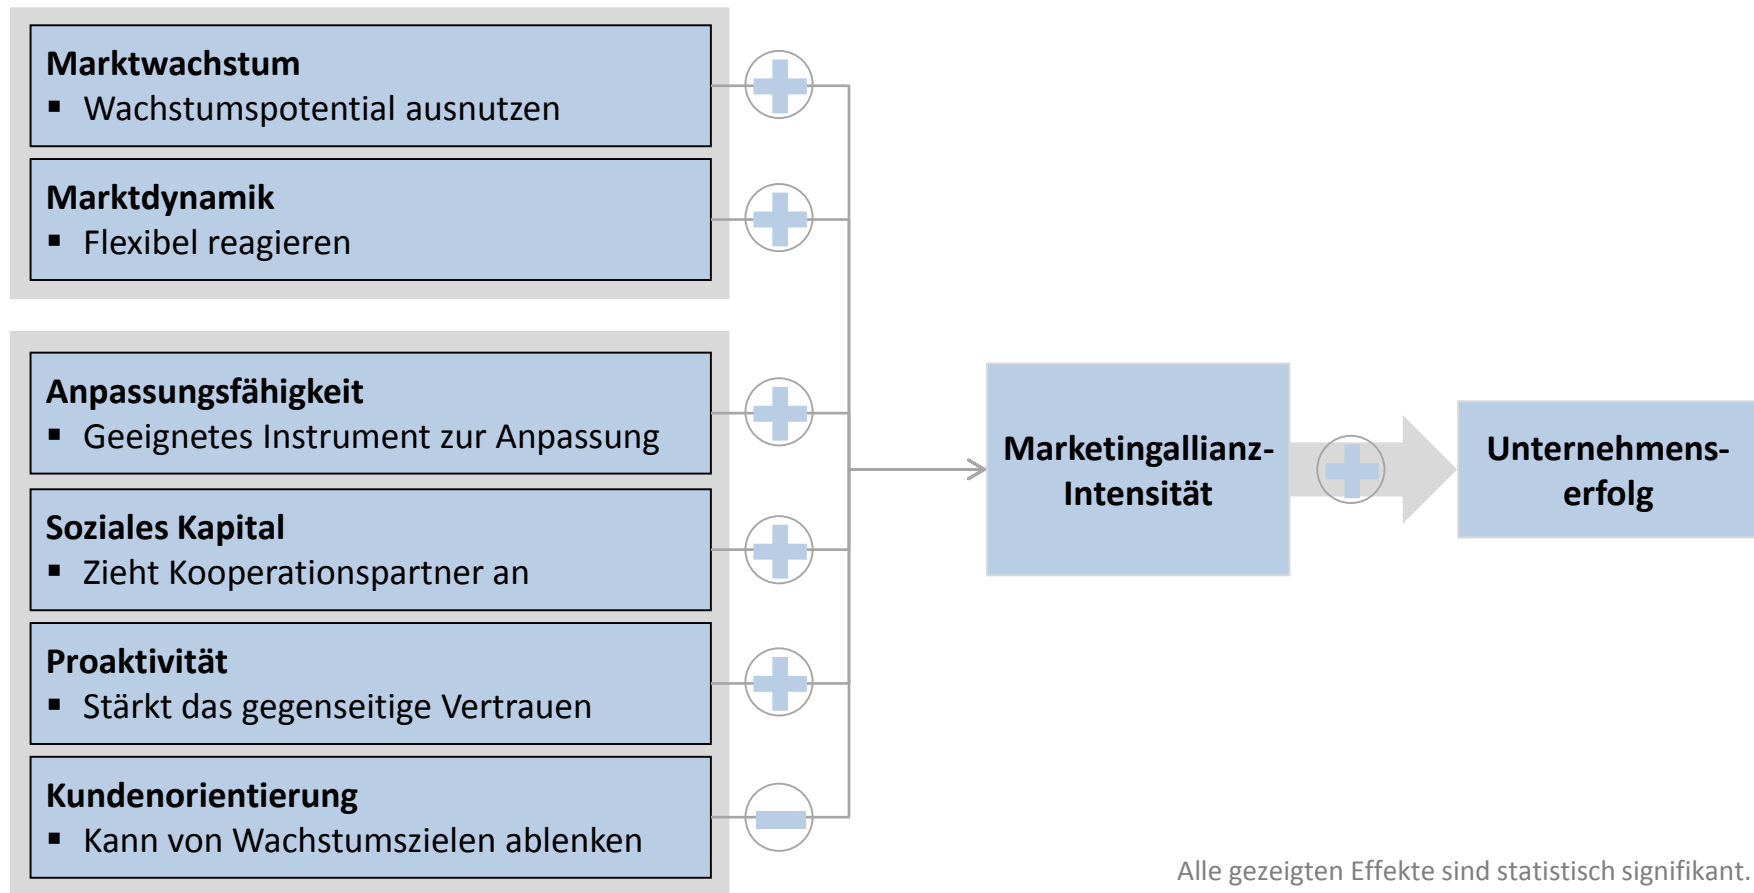 Marktwachstum
▪ Wachstumspotential ausnutzen
Marktdynamik
▪ Flexibel reagieren
Anpassungsfähigkeit
▪ Geeignetes Instrument zur Anpassung
Soziales Kapital
▪ Zieht Kooperationspartner an
Proaktivität
▪ Stärkt das gegenseitige Vertrauen
Kundenorientierung
▪ Kann von Wachstumszielen ablenken
Marketingallianz-
Intensität
Unternehmens-
erfolg
Alle gezeigten Effekte sind statistisch signifikant.